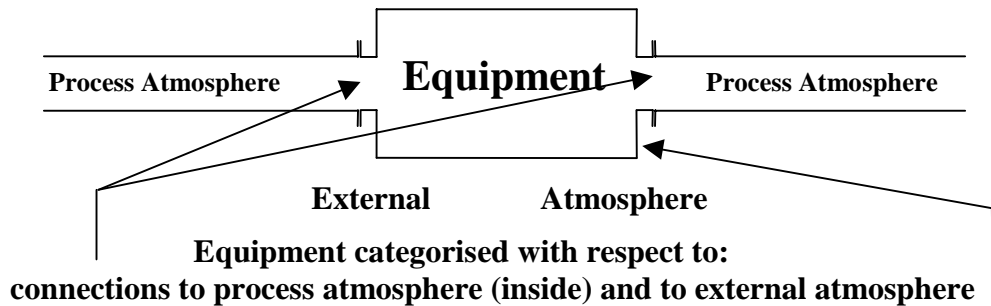 Process Atmosphere Equipment Process Atmosphere
External Atmosphere
Equipment categorised with respect to:
connections to process atmosphere (inside) and to external atmosphere